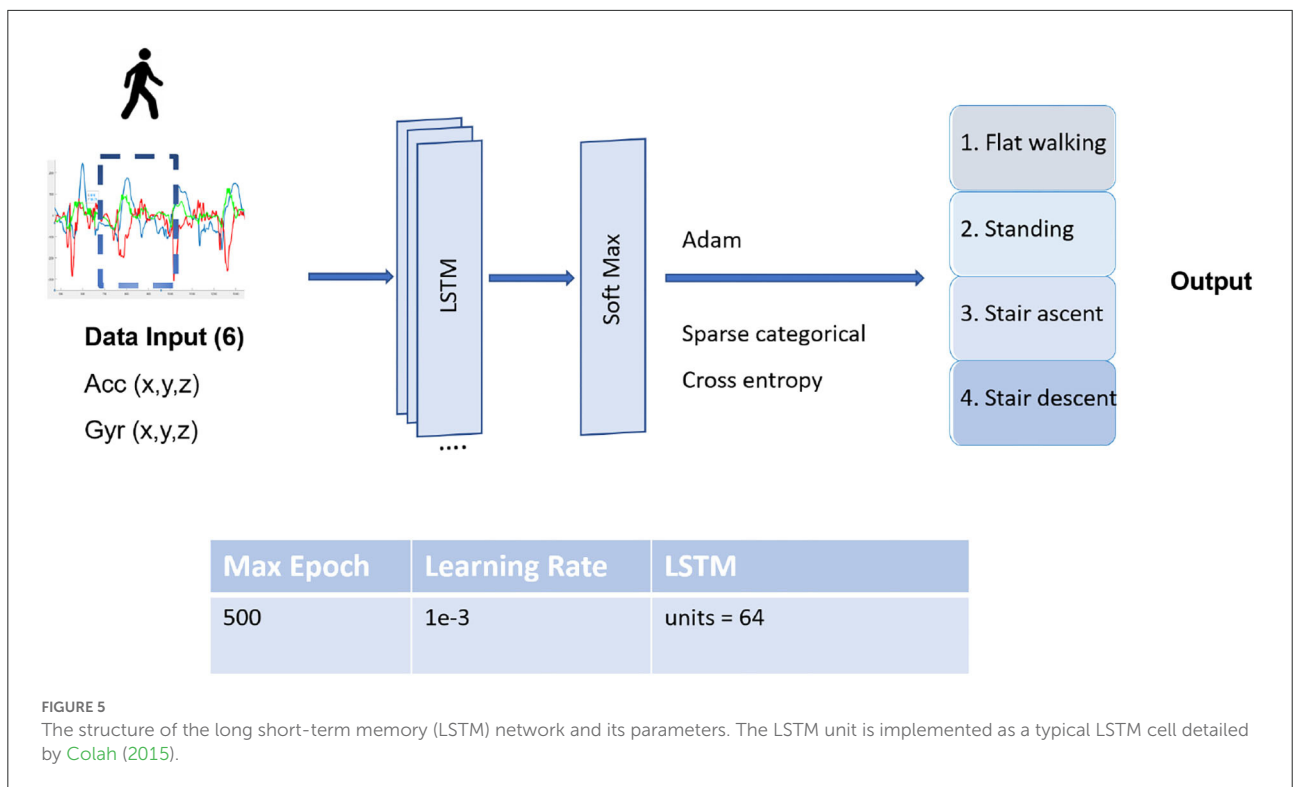 Data Input (6)
Acc (x,y,z)
Gyr (x,y,z)
LSTM
....
Soft Max
Adam
Sparse categorical
Cross entropy
1. Flat walking
2. Standing
3. Stair ascent
4. Stair descent
Output
Max Epoch Learning Rate LSTM
500 1e-3 units = 64
FIGURE 5
The structure of the long short-term memory (LSTM) network and its parameters. The LSTM unit is implemented as a typical LSTM cell detailed
by Colah (2015).